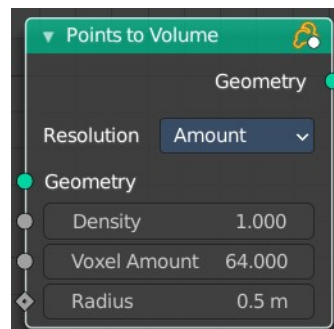 Points to Volume
Geometry
Resolution Amount
Geometry
Density 1.000
Voxel Amount 64.000
Radius 0.5 m